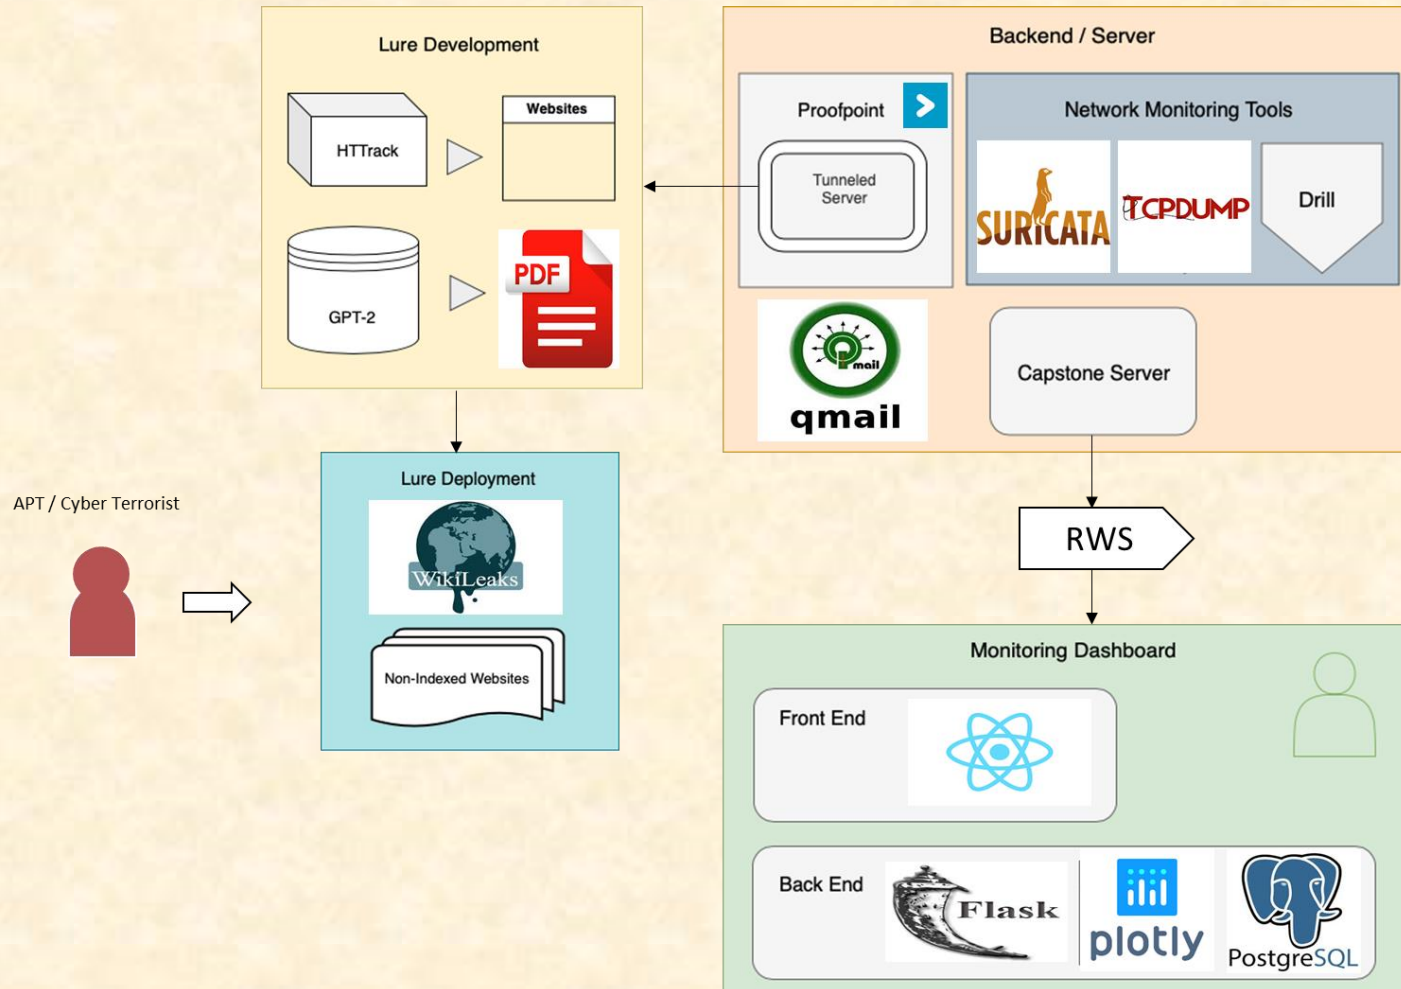 Lure Development
HTTrack
Websites
GPT-2
PDF
Backend / Server
Proofpoint
Tunneled
Server
Network Monitoring Tools
SURICATA
TCPDUMP
Drill
Qmail
qmail
Capstone Server
RWS
APT / Cyber Terrorist
Lure Deployment
WikiLeaks
Non-Indexed Websites
Monitoring Dashboard
Front End
Back End
Flask
plotly
PostgreSQL